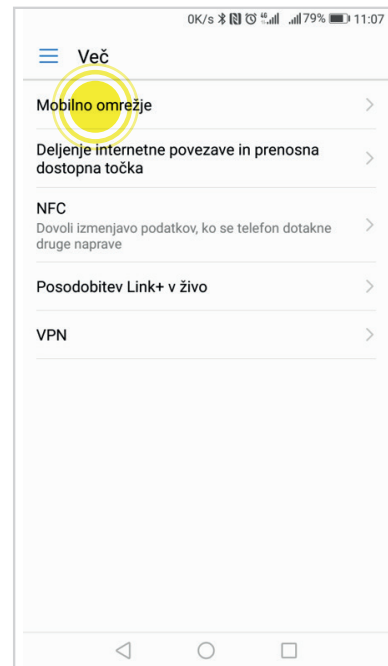 0K/s 79% 11:07
Več
Mobilno omrežje
Deljenje internetne povezave in prenosna
dostopna točka
NFC
Dovoli izmenjavo podatkov, ko se telefon dotakne
druge naprave
Posodobitev Link+ v živo
VPN